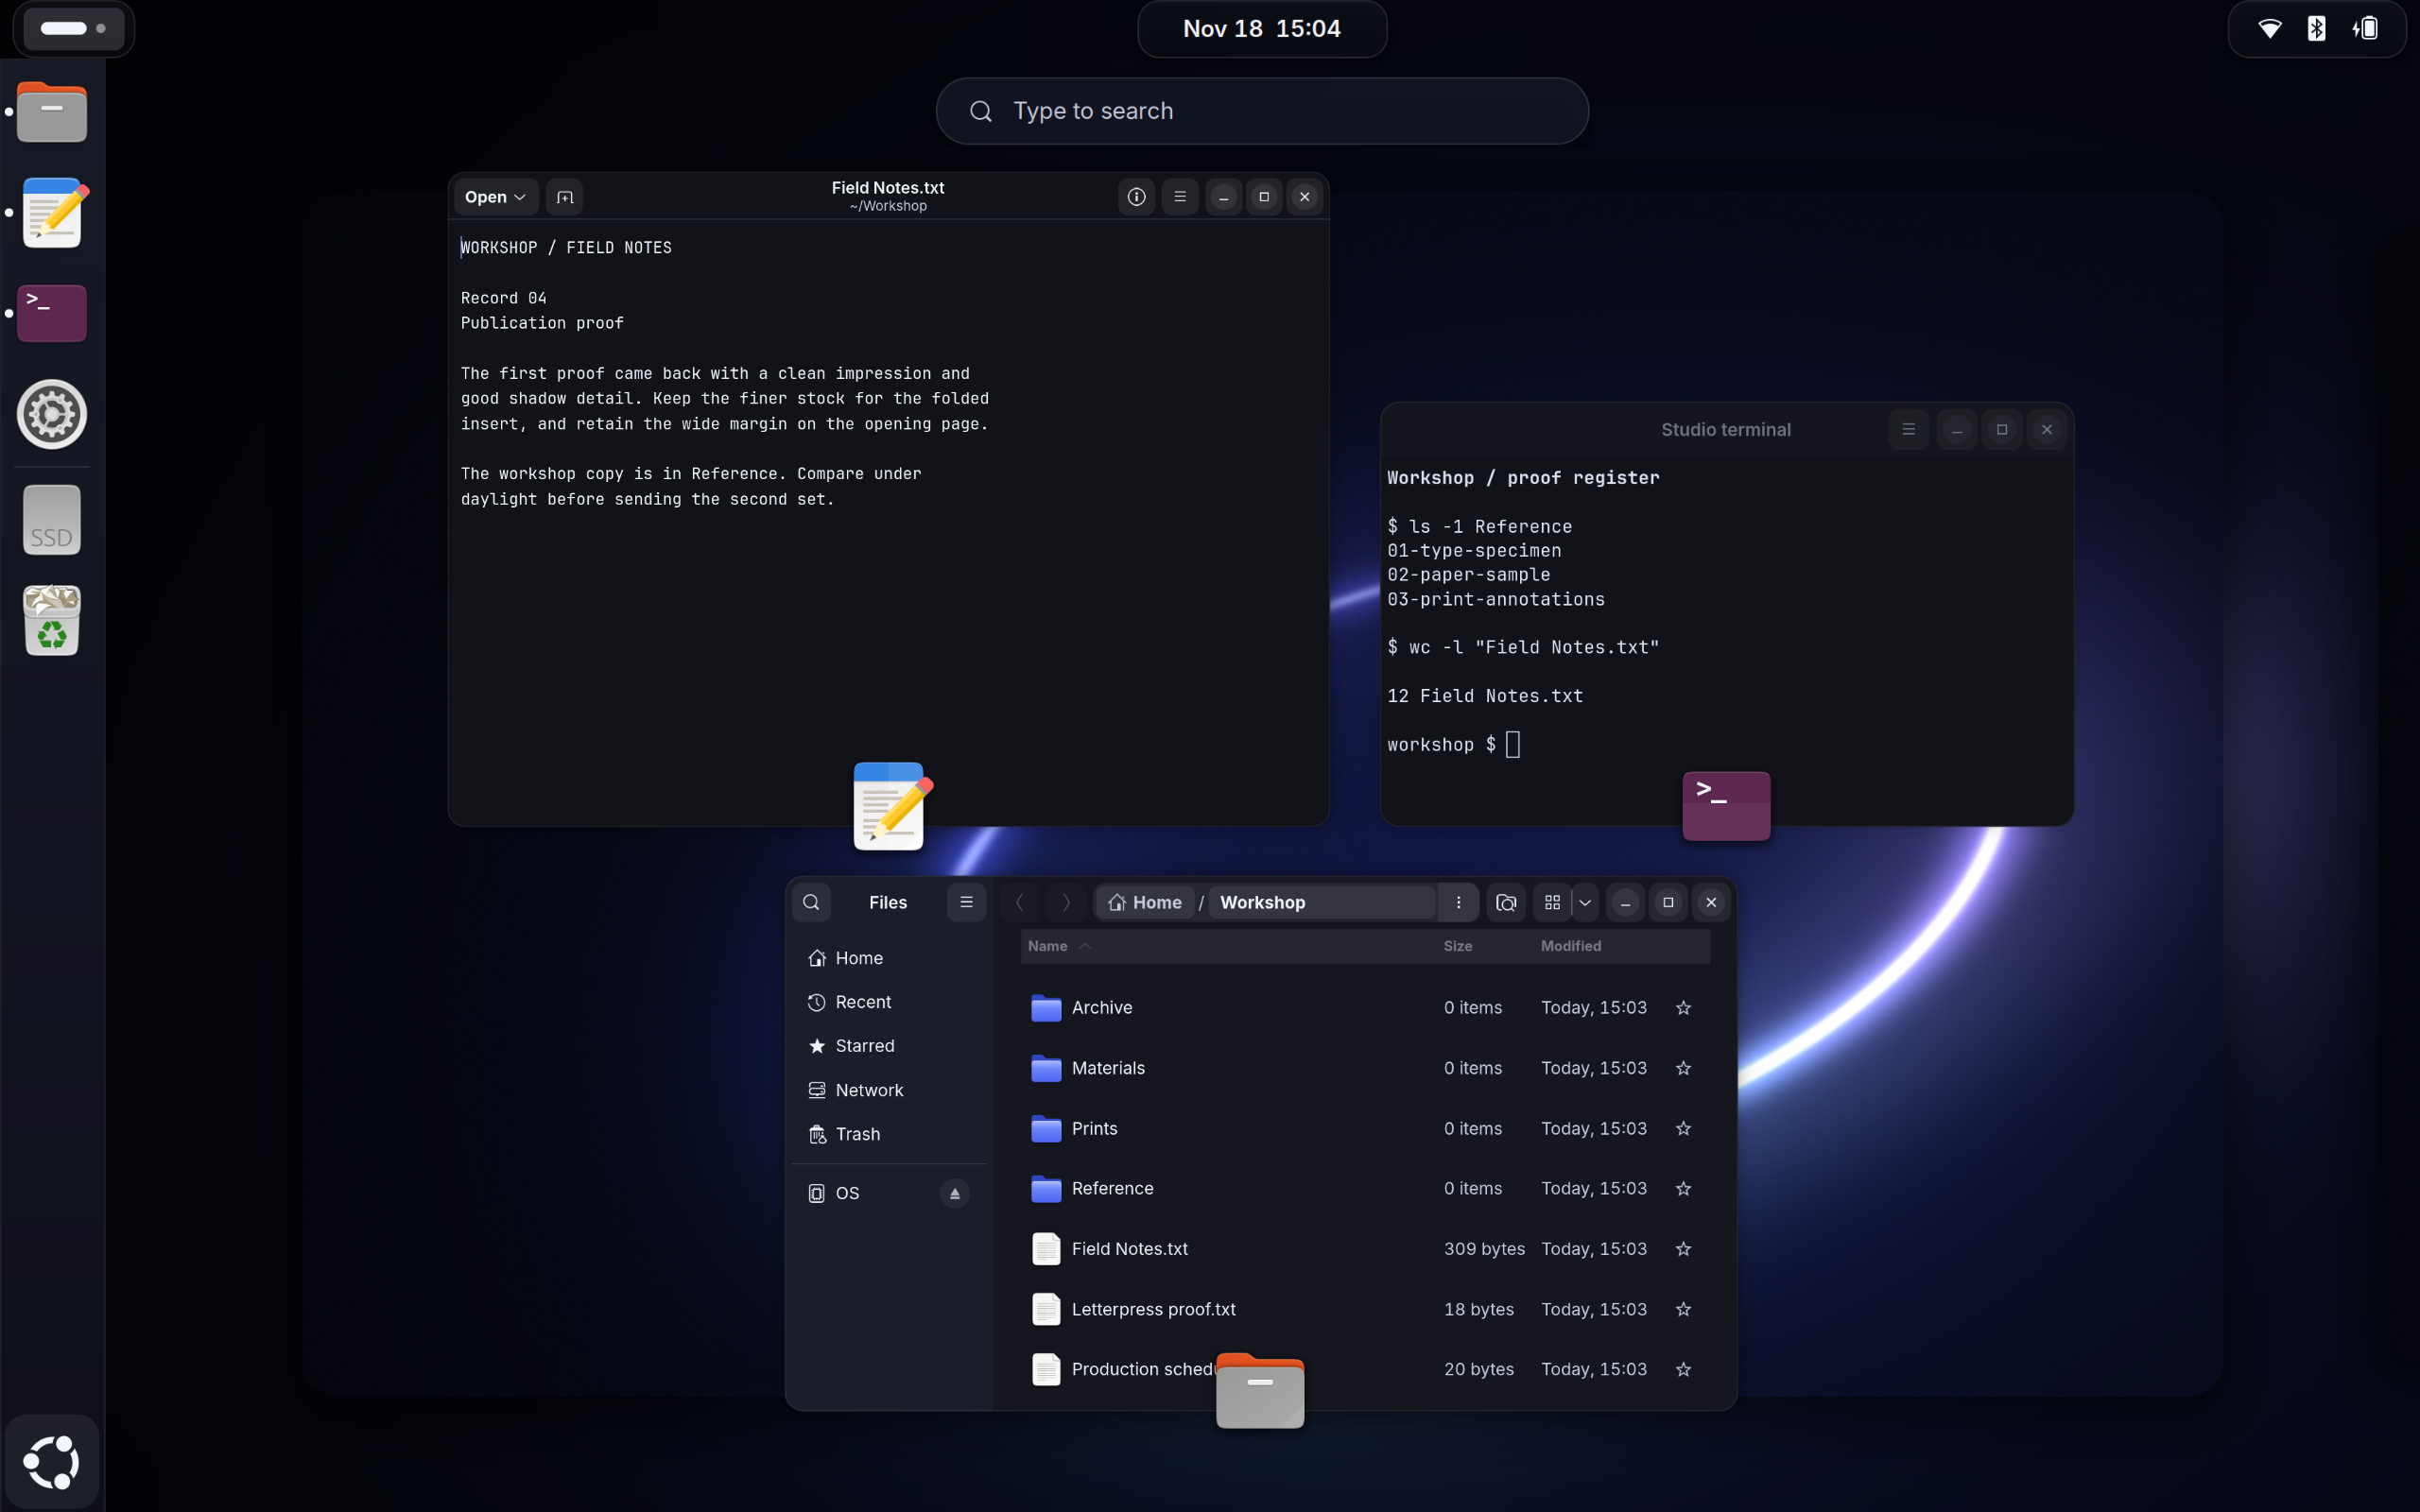 Nov 18 15:04
Type to search
Open
Field Notes.txt
~/Workshop
WORKSHOP / FIELD NOTES
Record 04
Publication proof
The first proof came back with a clean impression and
good shadow detail. Keep the finer stock for the folded
insert, and retain the wide margin on the opening page.
The workshop copy is in Reference. Compare under
daylight before sending the second set.
Studio terminal
Workshop / proof register
$ ls -1 Reference
01-type-specimen
02-paper-sample
03-print-annotations
$ wc -l "Field Notes.txt"
12 Field Notes.txt
workshop $
>_
>_
SSD
Files
Home / Workshop
Home
Recent
Starred
Network
Trash
OS
Name Size Modified
Archive 0 items Today, 15:03
Materials 0 items Today, 15:03
Prints 0 items Today, 15:03
Reference 0 items Today, 15:03
Field Notes.txt 309 bytes Today, 15:03
Letterpress proof.txt 18 bytes Today, 15:03
Production 20 bytes Today, 15:03